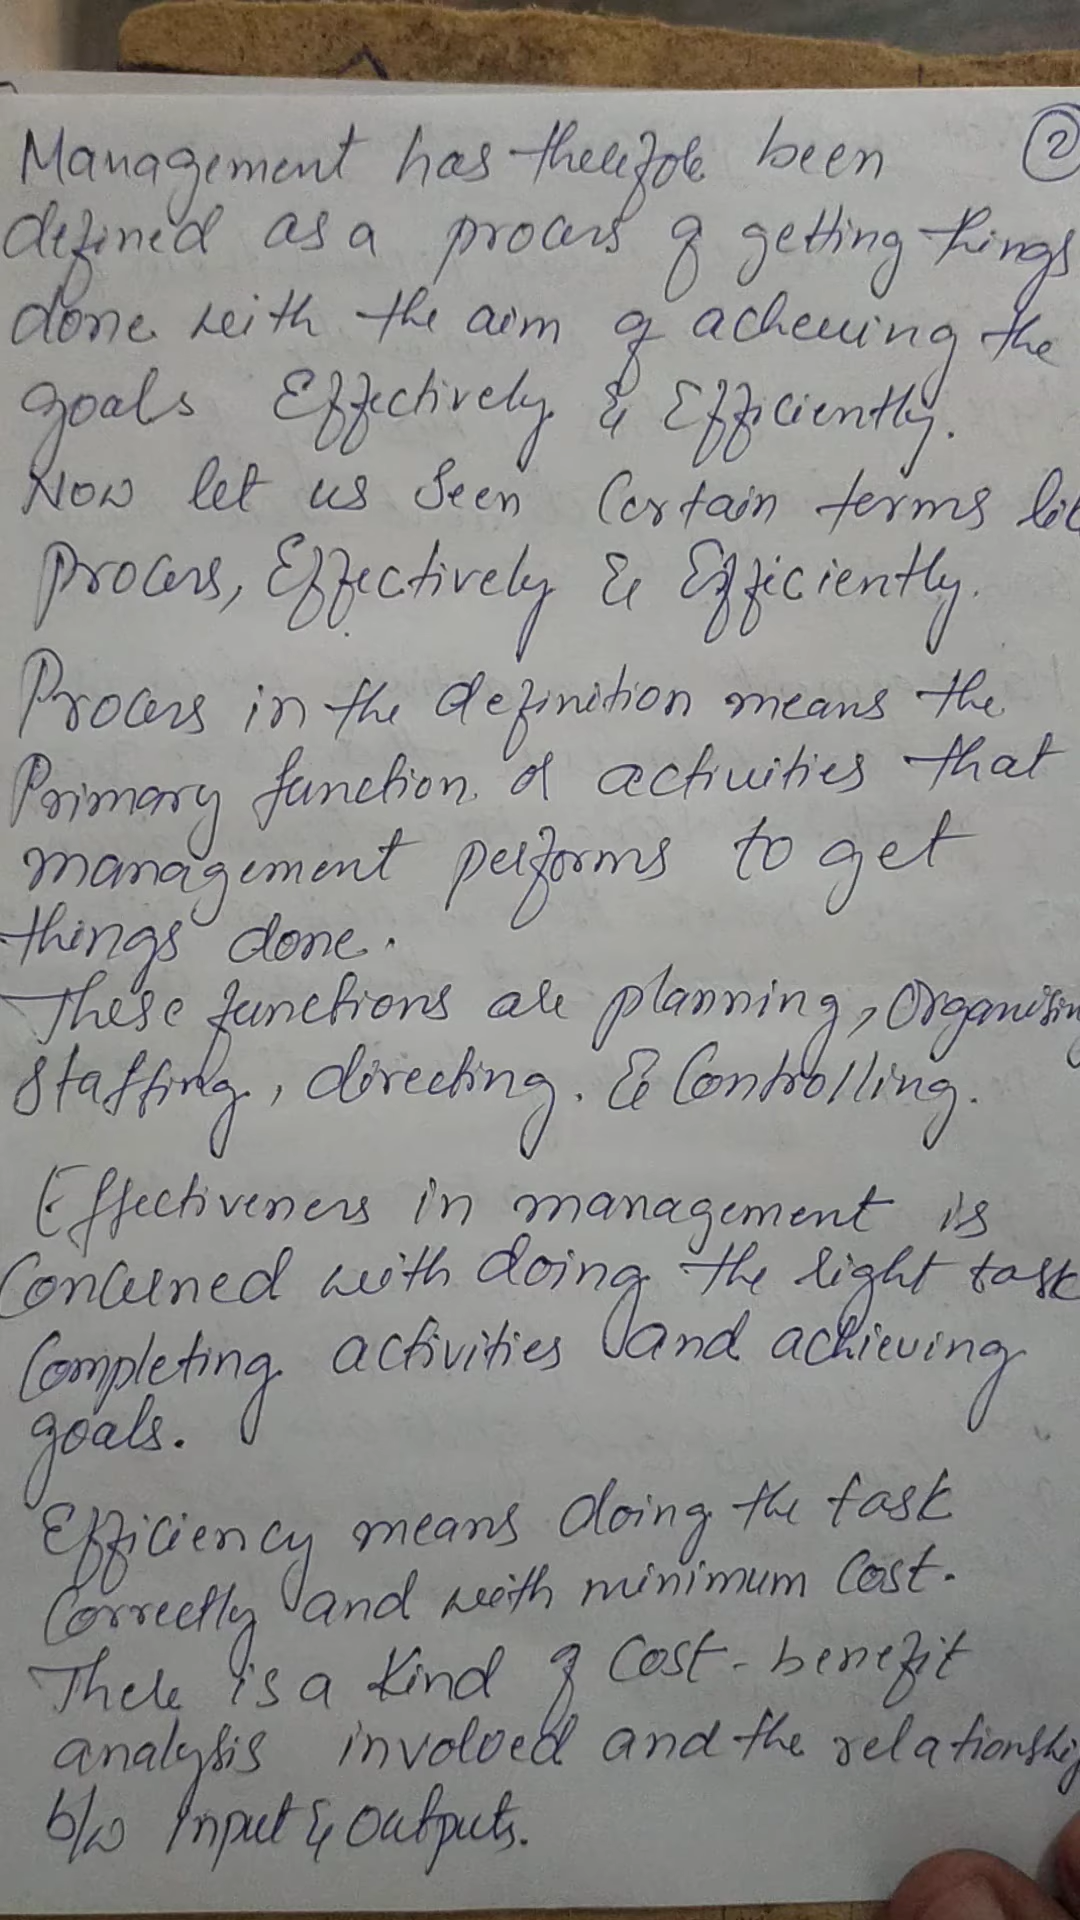 Management has therefore been 2
defined as a process of getting things
done with the aim of acheiving the
goals Effectively & Efficiently.
Now let us seen Certain terms
Process, Effectively & Efficiently.
Process in the definition means the
Primary function of activities that
management performs to get
things done.
These functions are planning, Organising
Staffing, directing. & Controlling.
Effectiveness in management is
Concerned with doing the right task
Completing activities and achieving
goals.
Efficiency means doing the task
Correctly and with minimum Cost.
There is a kind of Cost-benefit
analysis involved and the relationship
b/w Input & Outputs.